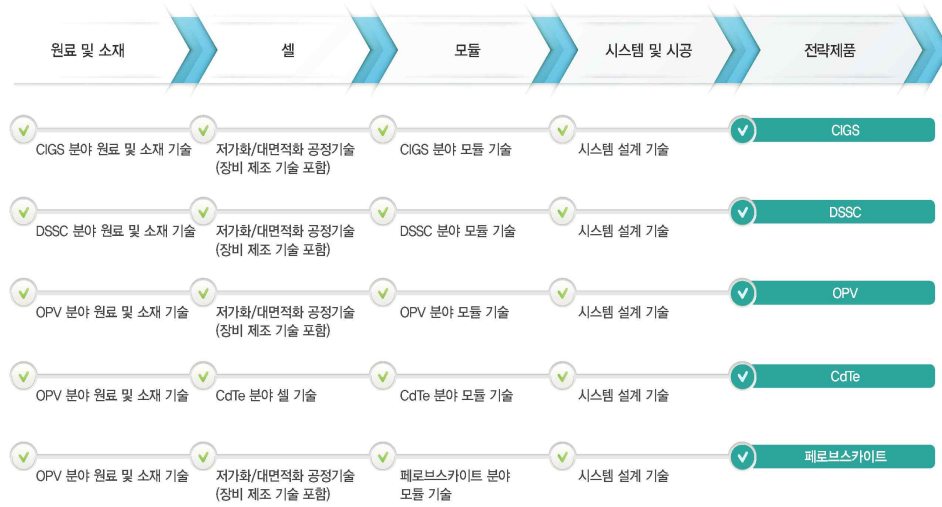 원료 및 소재
셀
모듈
시스템 및 시공
전략제품
CIGS
CIGS 분야 원료 및 소재 기술
저가화/대면적화 공정기술
(장비 제조 기술 포함)
CIGS 분야 모듈 기술
시스템 설계 기술
DSSC
DSSC 분야 원료 및 소재 기술
저가화/대면적화 공정기술
(장비 제조 기술 포함)
DSSC 분야 모듈 기술
시스템 설계 기술
OPV
OPV 분야 원료 및 소재 기술
저가화/대면적화 공정기술
(장비 제조 기술 포함)
OPV 분야 모듈 기술
시스템 설계 기술
CdTe
OPV 분야 원료 및 소재 기술
CdTe 분야 셀 기술
CdTe 분야 모듈 기술
시스템 설계 기술
페로브스카이트
OPV 분야 원료 및 소재 기술
저가화/대면적화 공정기술
(장비 제조 기술 포함)
페로브스카이트 분야
모듈 기술
시스템 설계 기술